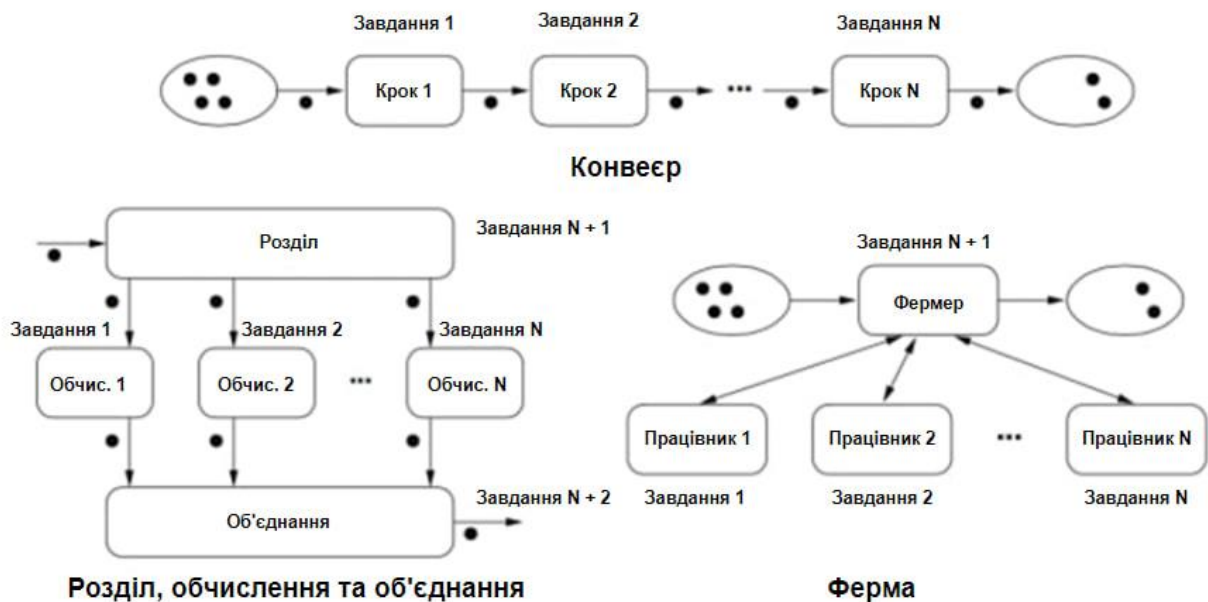 Завдання 1
Завдання 2
Завдання N
Крок 1
Крок 2
...
Крок N
Конвеєр
Розділ
Завдання N + 1
Завдання 1
Завдання 2
Завдання N
Обчис. 1
Обчис. 2
...
Обчис. N
Об'єднання
Завдання N + 2
Розділ, обчислення та об'єднання
Завдання N + 1
Фермер
Працівник 1
Працівник 2
...
Працівник N
Завдання 1
Завдання 2
Завдання N
Ферма